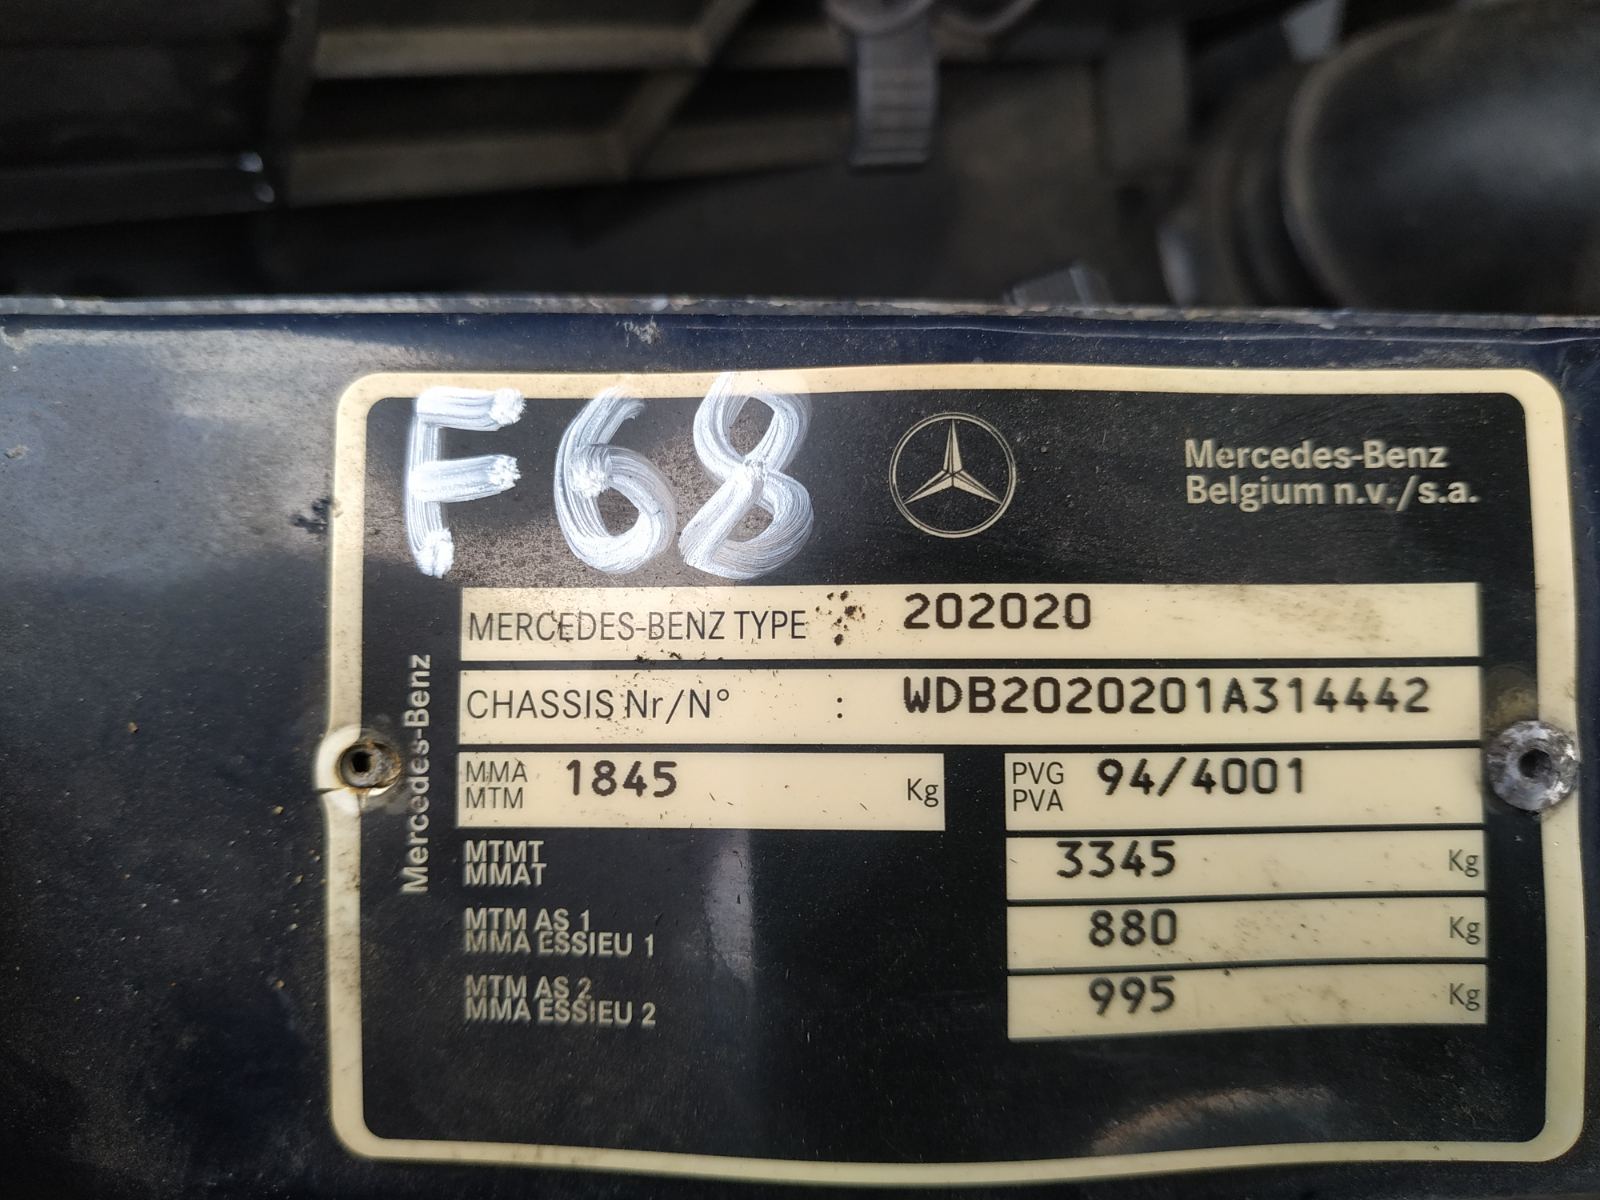 F68
Mercedes-Benz
Belgium n.v./s.a.
MERCEDES-BENZ TYPE : 202020
CHASSIS Nr/N° : WDB2020201A314442
MMA
MTM 1845 Kg
PVG
PVA 94/4001
MTMT
MMAT 3345 Kg
MTM AS 1
MMA ESSIEU 1 880 Kg
MTM AS 2
MMA ESSIEU 2 995 Kg
Mercedes-Benz